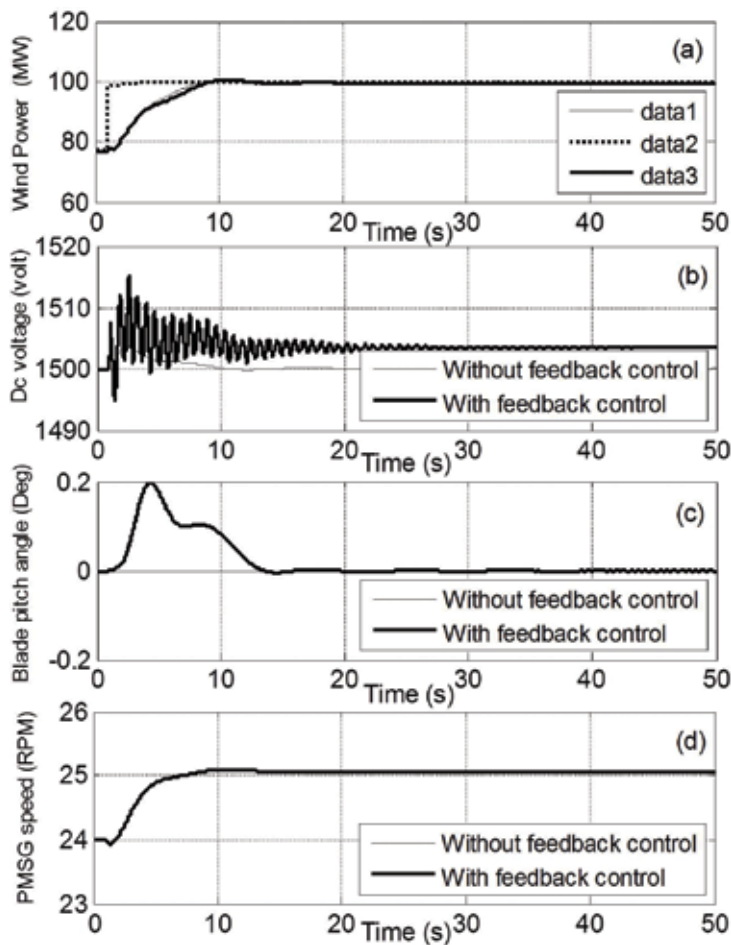 Wind Power (MW)
120
100
80
60
(a)
data1
data2
data3
0 10 20 30 40 50
Time (s)
Dc voltage (volt)
1520
1510
1500
1490
(b)
Without feedback control
With feedback control
0 10 20 30 40 50
Time (s)
Blade pitch angle (Deg)
0.2
0
-0.2
(c)
Without feedback control
With feedback control
0 10 20 30 40 50
Time (s)
PMSG speed (RPM)
26
25
24
23
(d)
Without feedback control
With feedback control
0 10 20 30 40 50
Time (s)